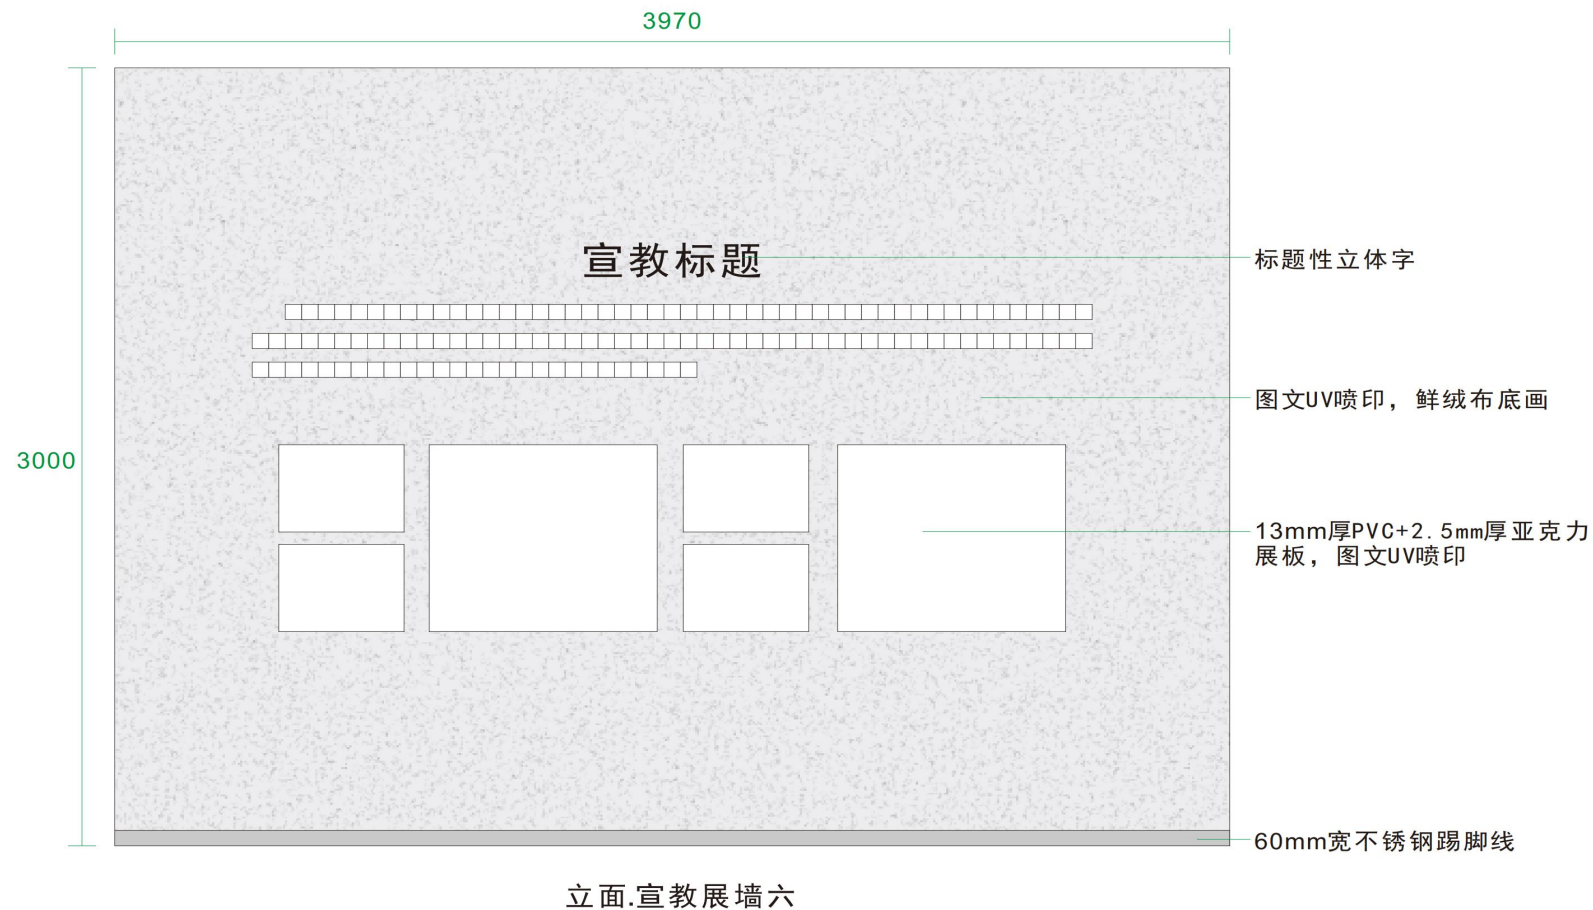 3970
宣教标题
标题性立体字
图文UV喷印，鲜绒布底画
3000
13mm厚PVC+2.5mm厚亚克力
展板，图文UV喷印
60mm宽不锈钢踢脚线
立面.宣教展墙六